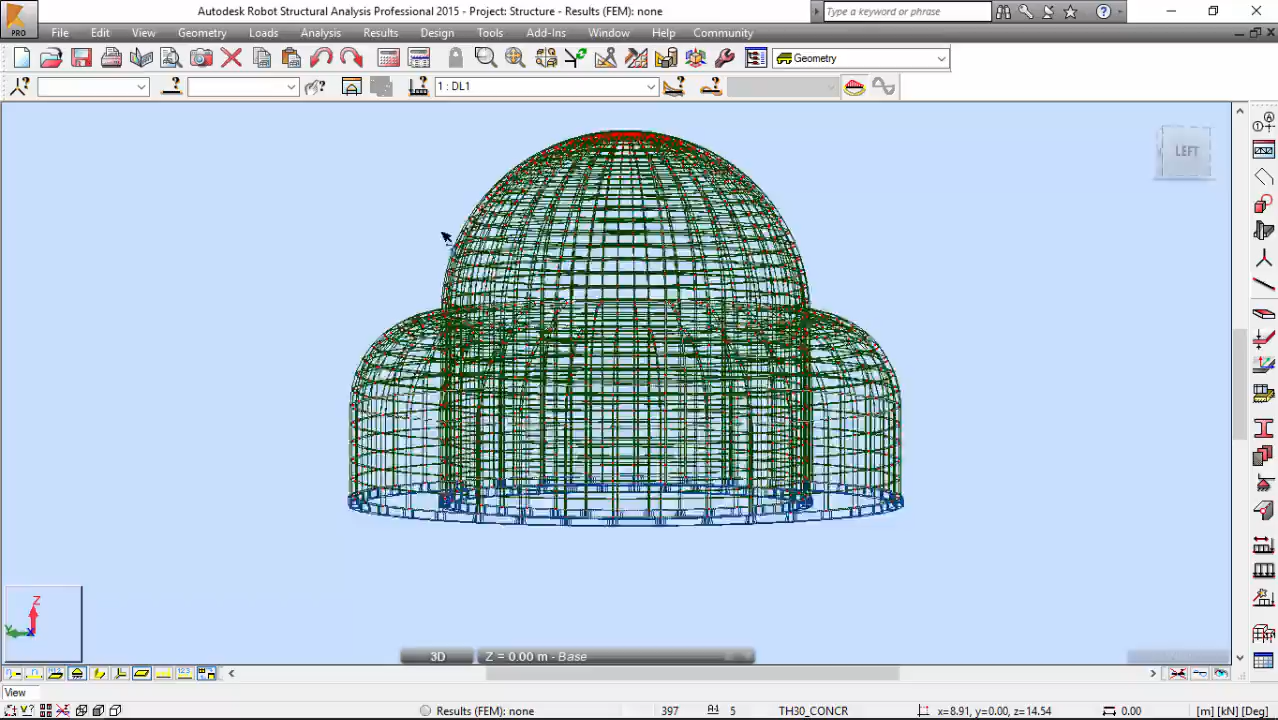 Autodesk Robot Structural Analysis Professional 2015 - Project: Structure - Results (FEM): none
Type a keyword or phrase
PRO
File Edit View Geometry Loads Analysis Results Design Tools Add-Ins Window Help Community
Geometry
1 : DL1
LEFT
Z
Y
X
3D
Z = 0.00 m - Base
View
Results (FEM): none
397
5
TH30_CONCR
x=8.91, y=0.00, z=14.54
0.00
[m] [kN] [Deg]